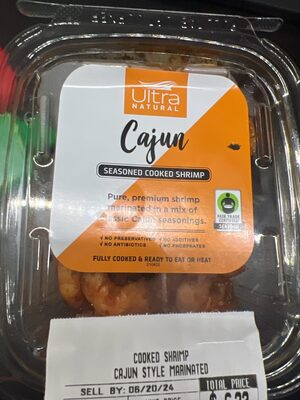 Ultra
NATURAL
Cajun
SEASONED COOKED SHRIMP
Pure, premium shrimp
marinated in a mix of
classic Cajun seasonings.
✓ NO PRESERVATIVES ✓ NO ADDITIVES
✓ NO ANTIBIOTICS ✓ NO PHOSPHATES
FAIR TRADE
CERTIFIED
SEAFOOD
FULLY COOKED & READY TO EAT OR HEAT
COOKED SHRIMP
CAJUN STYLE MARINATED
SELL BY: 06/20/24
TOTAL PRICE
PRICE